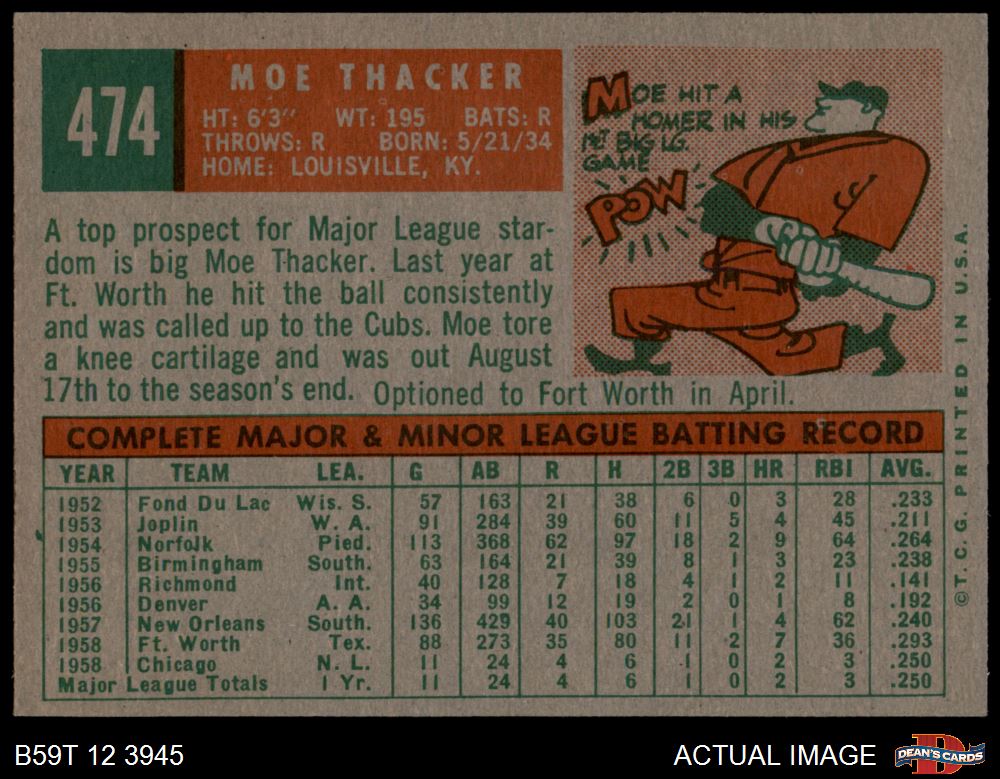 474
MOE THACKER
HT: 6'3" WT: 195 BATS: R
THROWS: R BORN: 5/21/34
HOME: LOUISVILLE, KY.
MOE HIT A
HOMER IN HIS
1ST BIG LG.
GAME
POW
A top prospect for Major League star-
dom is big Moe Thacker. Last year at
Ft. Worth he hit the ball consistently
and was called up to the Cubs. Moe tore
a knee cartilage and was out August
17th to the season's end. Optioned to Fort Worth in April.
COMPLETE MAJOR & MINOR LEAGUE BATTING RECORD
YEAR TEAM LEA. G AB R H 2B 3B HR RBI AVG.
1952 Fond Du Lac Wis. S. 57 163 21 38 6 0 3 28 .233
1953 Joplin W. A. 91 284 39 60 11 5 4 45 .211
1954 Norfolk Pied. 113 368 62 97 18 2 9 64 .264
1955 Birmingham South. 63 164 21 39 8 1 3 23 .238
1956 Richmond Int. 40 128 7 18 4 1 2 11 .141
1956 Denver A. A. 34 99 12 19 2 0 1 8 .192
1957 New Orleans South. 136 429 40 103 21 1 4 62 .240
1958 Ft. Worth Tex. 88 273 35 80 11 2 7 36 .293
1958 Chicago N. L. 11 24 4 6 1 0 2 3 .250
Major League Totals 1 Yr. 11 24 4 6 1 0 2 3 .250
©T.C.G. PRINTED IN U.S.A.
B59T 12 3945
ACTUAL IMAGE
D
DEAN'S CARDS